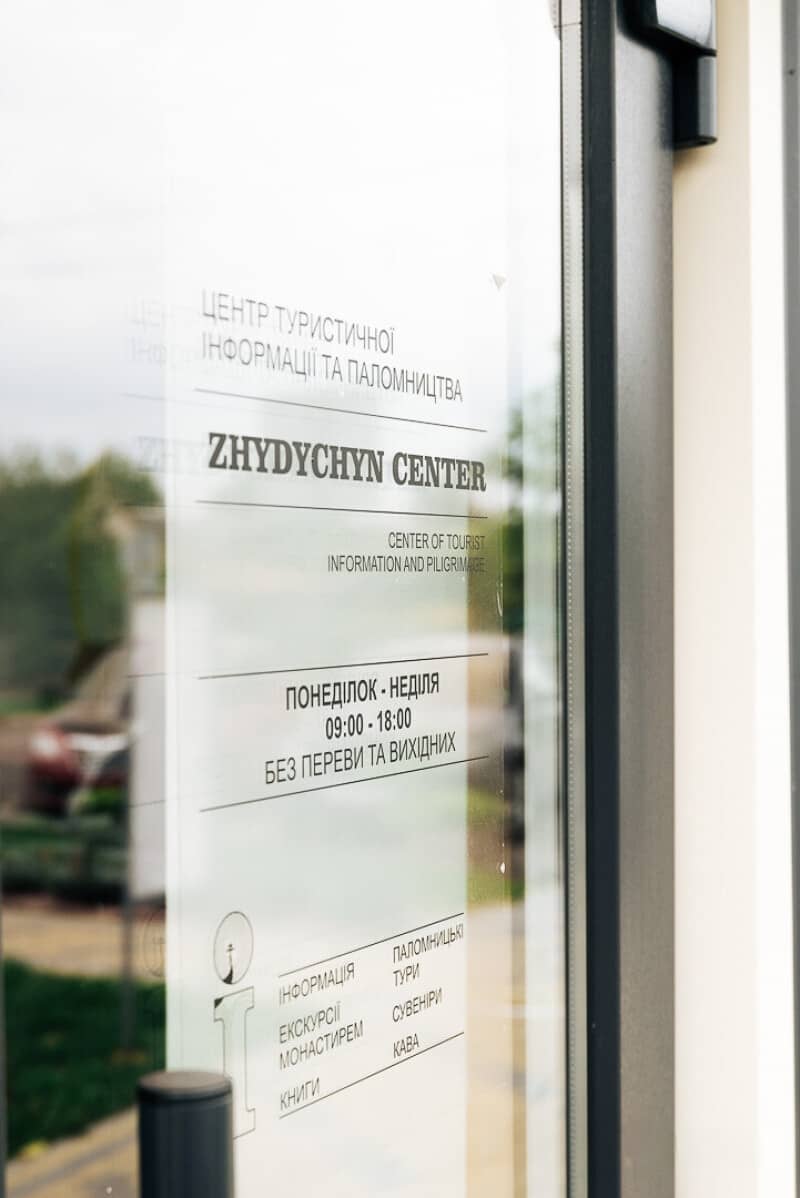 ЦЕНТР ТУРИСТИЧНОЇ
ІНФОРМАЦІЇ ТА ПАЛОМНИЦТВА
ZHYDYCHYN CENTER
CENTER OF TOURIST
INFORMATION AND PILIGRIMAGE
ПОНЕДІЛОК - НЕДІЛЯ
09:00 - 18:00
БЕЗ ПЕРЕВИ ТА ВИХІДНИХ
ІНФОРМАЦІЯ
ЕКСКУРСІЇ
МОНАСТИРЕМ
КНИГИ
ПАЛОМНИЦЬКІ
ТУРИ
СУВЕНІРИ
КАВА